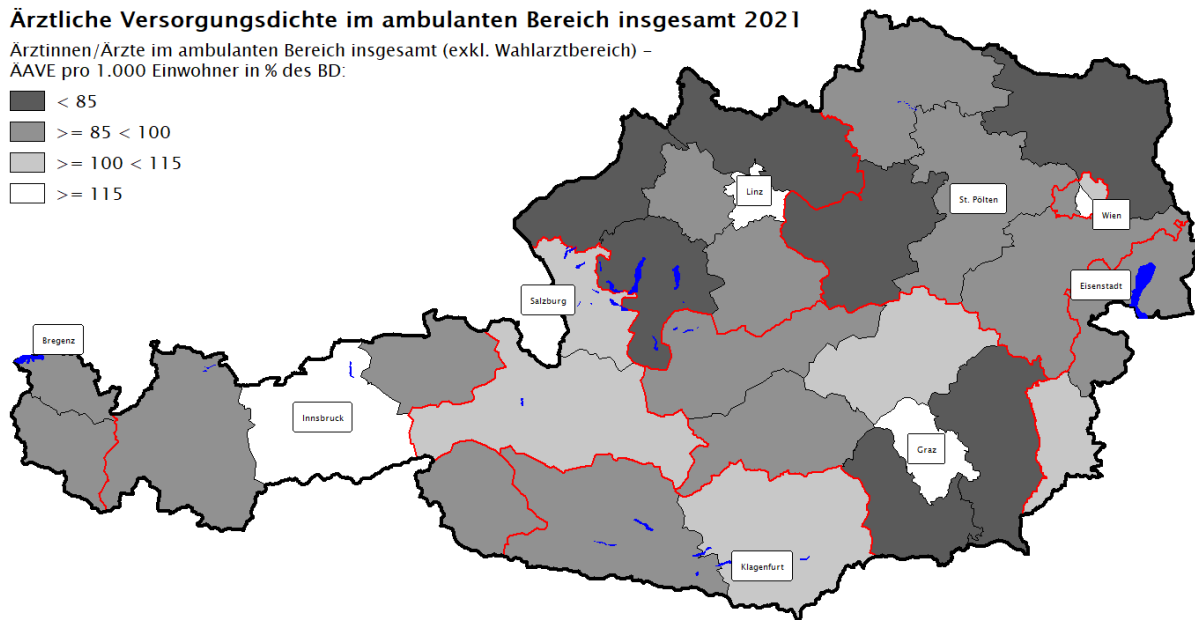 Ärztliche Versorgungsdichte im ambulanten Bereich insgesamt 2021
Ärztinnen/Ärzte im ambulanten Bereich insgesamt (exkl. Wahlarztbereich) –
ÄAVE pro 1.000 Einwohner in % des BD:
< 85
>= 85 < 100
>= 100 < 115
>= 115
Linz
St. Pölten
Wien
Eisenstadt
Salzburg
Bregenz
Innsbruck
Graz
Klagenfurt